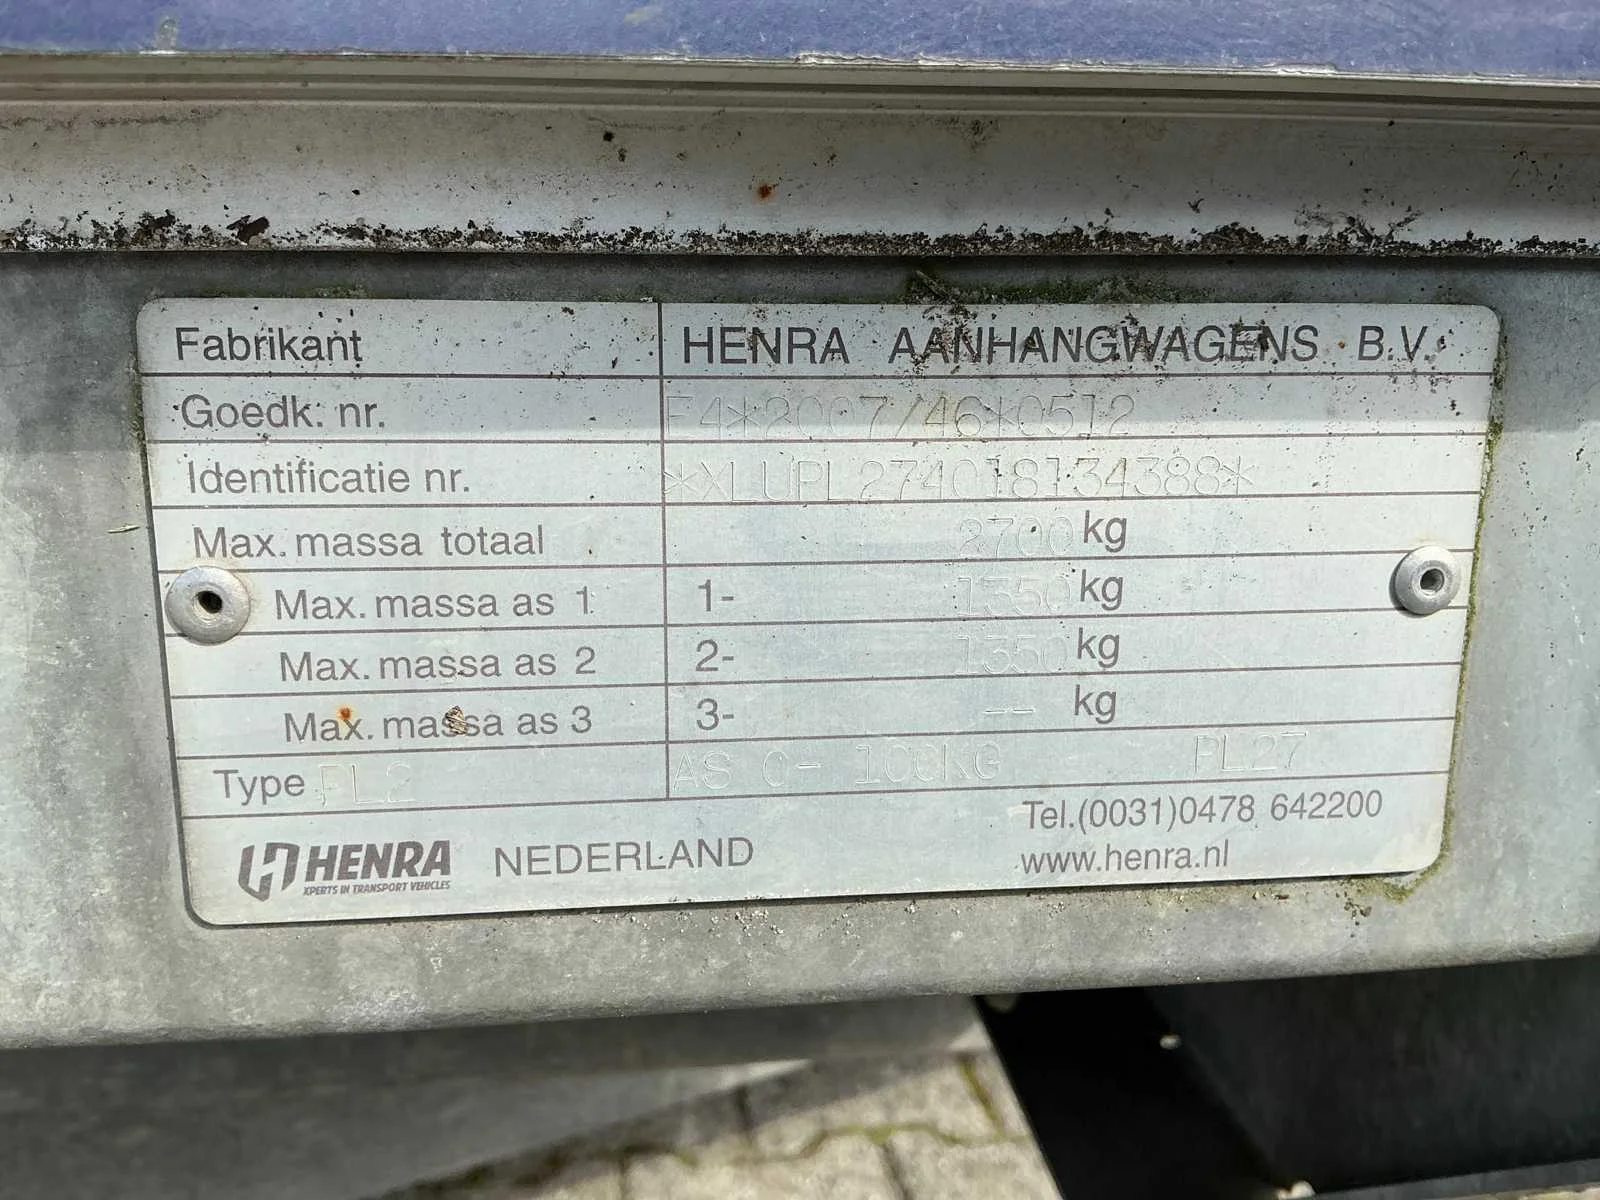 Fabrikant HENRA AANHANGWAGENS B.V.
Goedk. nr. E4*2007/46*0512
Identificatie nr. *XLUPL274018134388*
Max. massa totaal 2700 kg
Max. massa as 1 1- 1350 kg
Max. massa as 2 2- 1350 kg
Max. massa as 3 3- -- kg
Type PL2 AS 0- 100KG PL27
Tel.(0031)0478 642200
HENRA NEDERLAND www.henra.nl
XPERTS IN TRANSPORT VEHICLES